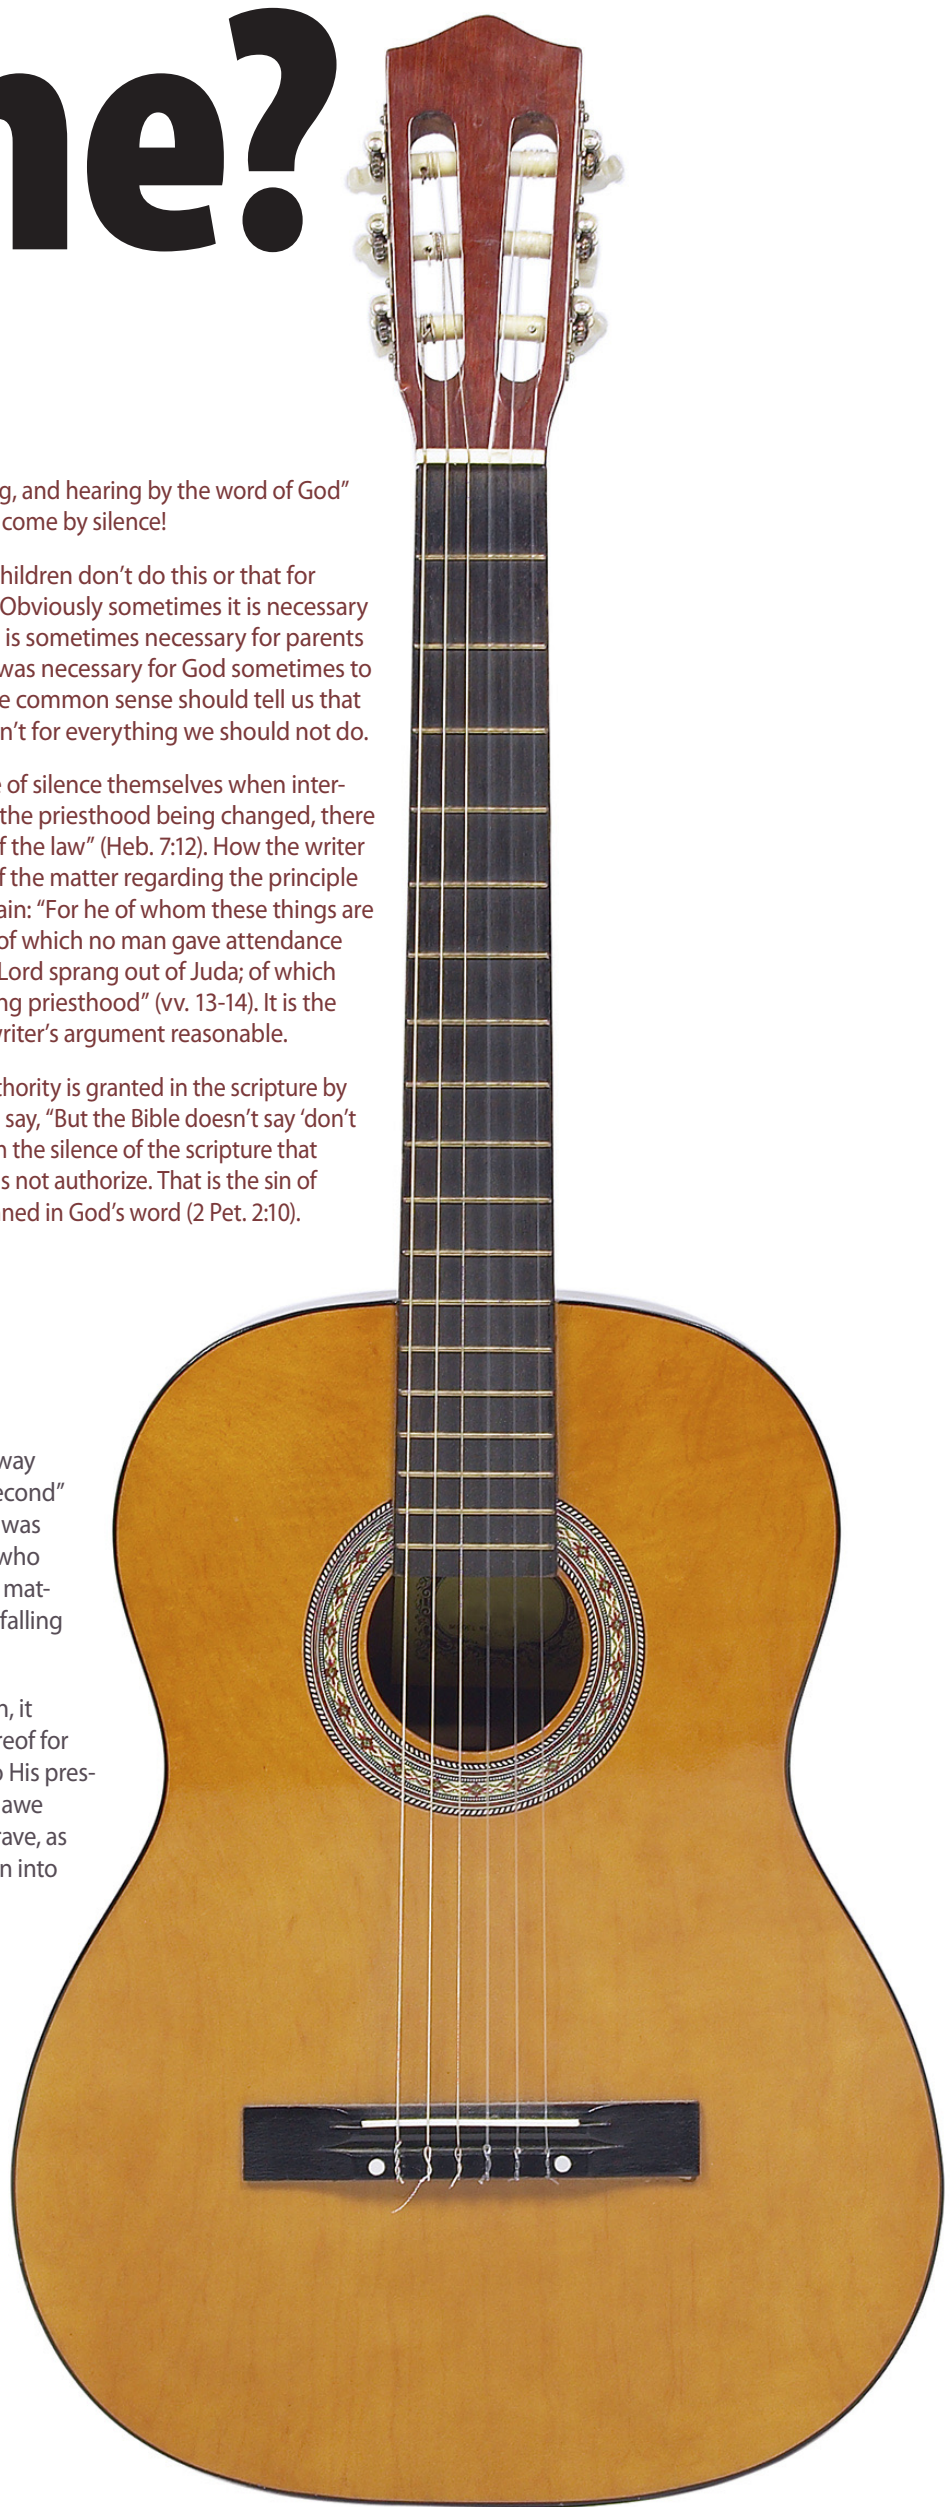 ne?
g, and hearing by the word of God”
come by silence!
hildren don’t do this or that for
Obviously sometimes it is necessary
is sometimes necessary for parents
was necessary for God sometimes to
e common sense should tell us that
n’t for everything we should not do.
e of silence themselves when inter-
the priesthood being changed, there
f the law” (Heb. 7:12). How the writer
f the matter regarding the principle
ain: “For he of whom these things are
of which no man gave attendance
Lord sprang out of Juda; of which
ng priesthood” (vv. 13-14). It is the
writer’s argument reasonable.
thority is granted in the scripture by
say, “But the Bible doesn’t say ‘don’t
n the silence of the scripture that
s not authorize. That is the sin of
ned in God’s word (2 Pet. 2:10).
way
econd”
was
who
mat-
falling
n, it
reof for
o His pres-
awe
rave, as
n into